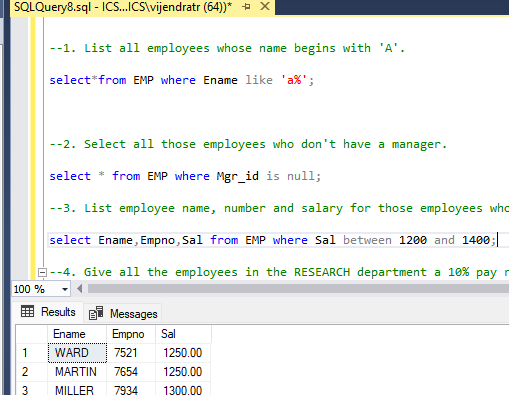 SQLQuery8.sql - ICS...ICS\vijendratr (64))*
--1. List all employees whose name begins with 'A'.
select*from EMP where Ename like 'a%';
--2. Select all those employees who don't have a manager.
select * from EMP where Mgr_id is null;
--3. List employee name, number and salary for those employees who
select Ename,Empno,Sal from EMP where Sal between 1200 and 1400;
--4. Give all the employees in the RESEARCH department a 10% pay
100 %
Results Messages
Ename Empno Sal
1 WARD 7521 1250.00
2 MARTIN 7654 1250.00
3 MILLER 7934 1300.00